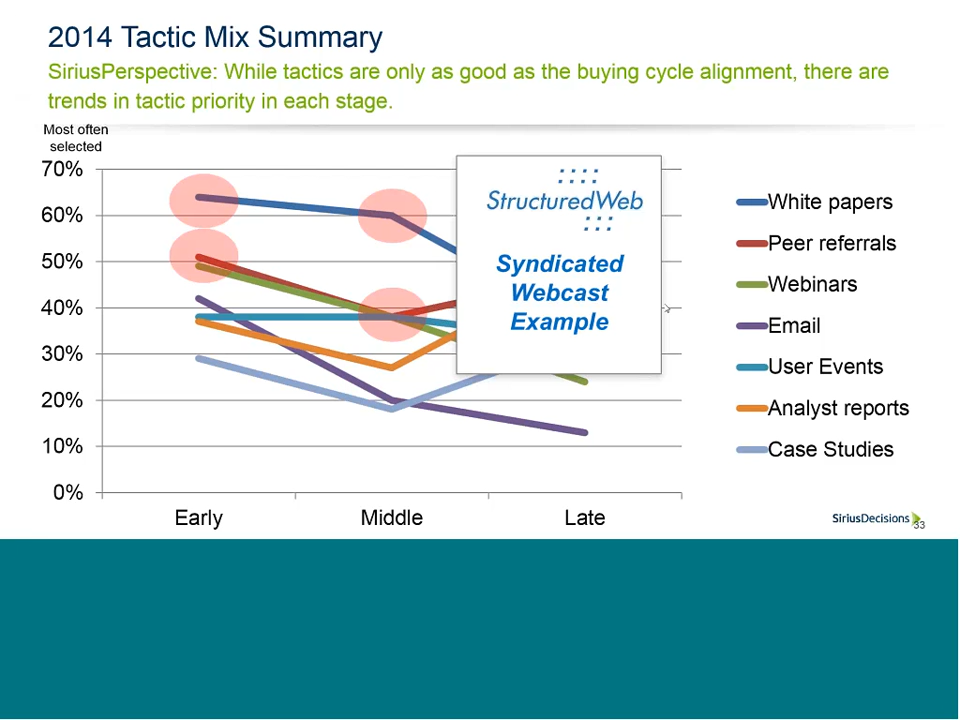 2014 Tactic Mix Summary
SiriusPerspective: While tactics are only as good as the buying cycle alignment, there are
trends in tactic priority in each stage.
Most often
selected
70%
60%
50%
40%
30%
20%
10%
0%
Early
Middle
Late
StructuredWeb
Syndicated
Webcast
Example
White papers
Peer referrals
Webinars
Email
User Events
Analyst reports
Case Studies
SiriusDecisions
33